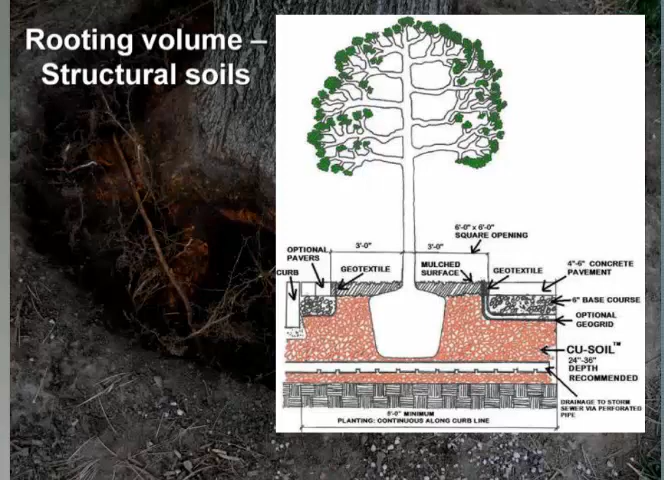 Rooting volume –
Structural soils
6'-0" x 6'-0"
SQUARE OPENING
3'-0"
3'-0"
OPTIONAL
PAVERS
CURB
GEOTEXTILE
MULCHED
SURFACE
GEOTEXTILE
4"-6" CONCRETE
PAVEMENT
6" BASE COURSE
OPTIONAL
GEOGRID
CU-SOIL™
24"-36"
DEPTH
RECOMMENDED
DRAINAGE TO STORM
SEWER VIA PERFORATED
PIPE
5'-0" MINIMUM
PLANTING: CONTINUOUS ALONG CURB LINE